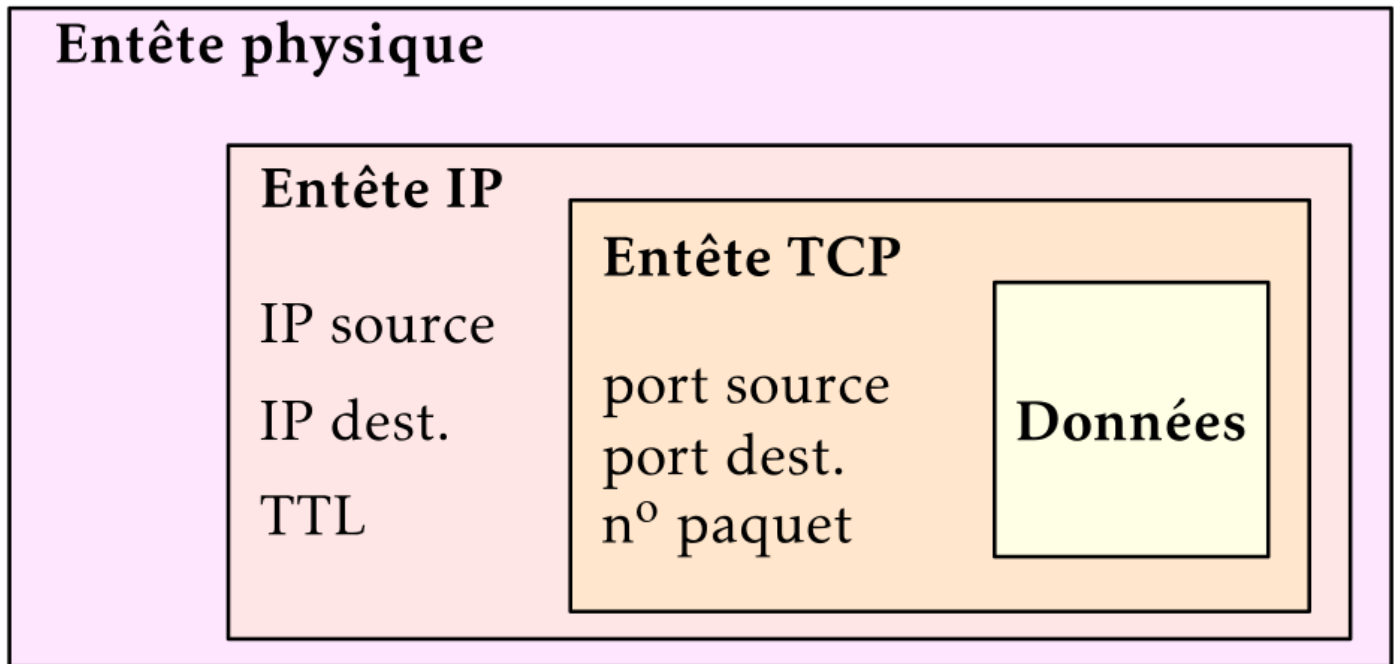 Entête physique
Entête IP
IP source
IP dest.
TTL
Entête TCP
port source
port dest.
nº paquet
Données